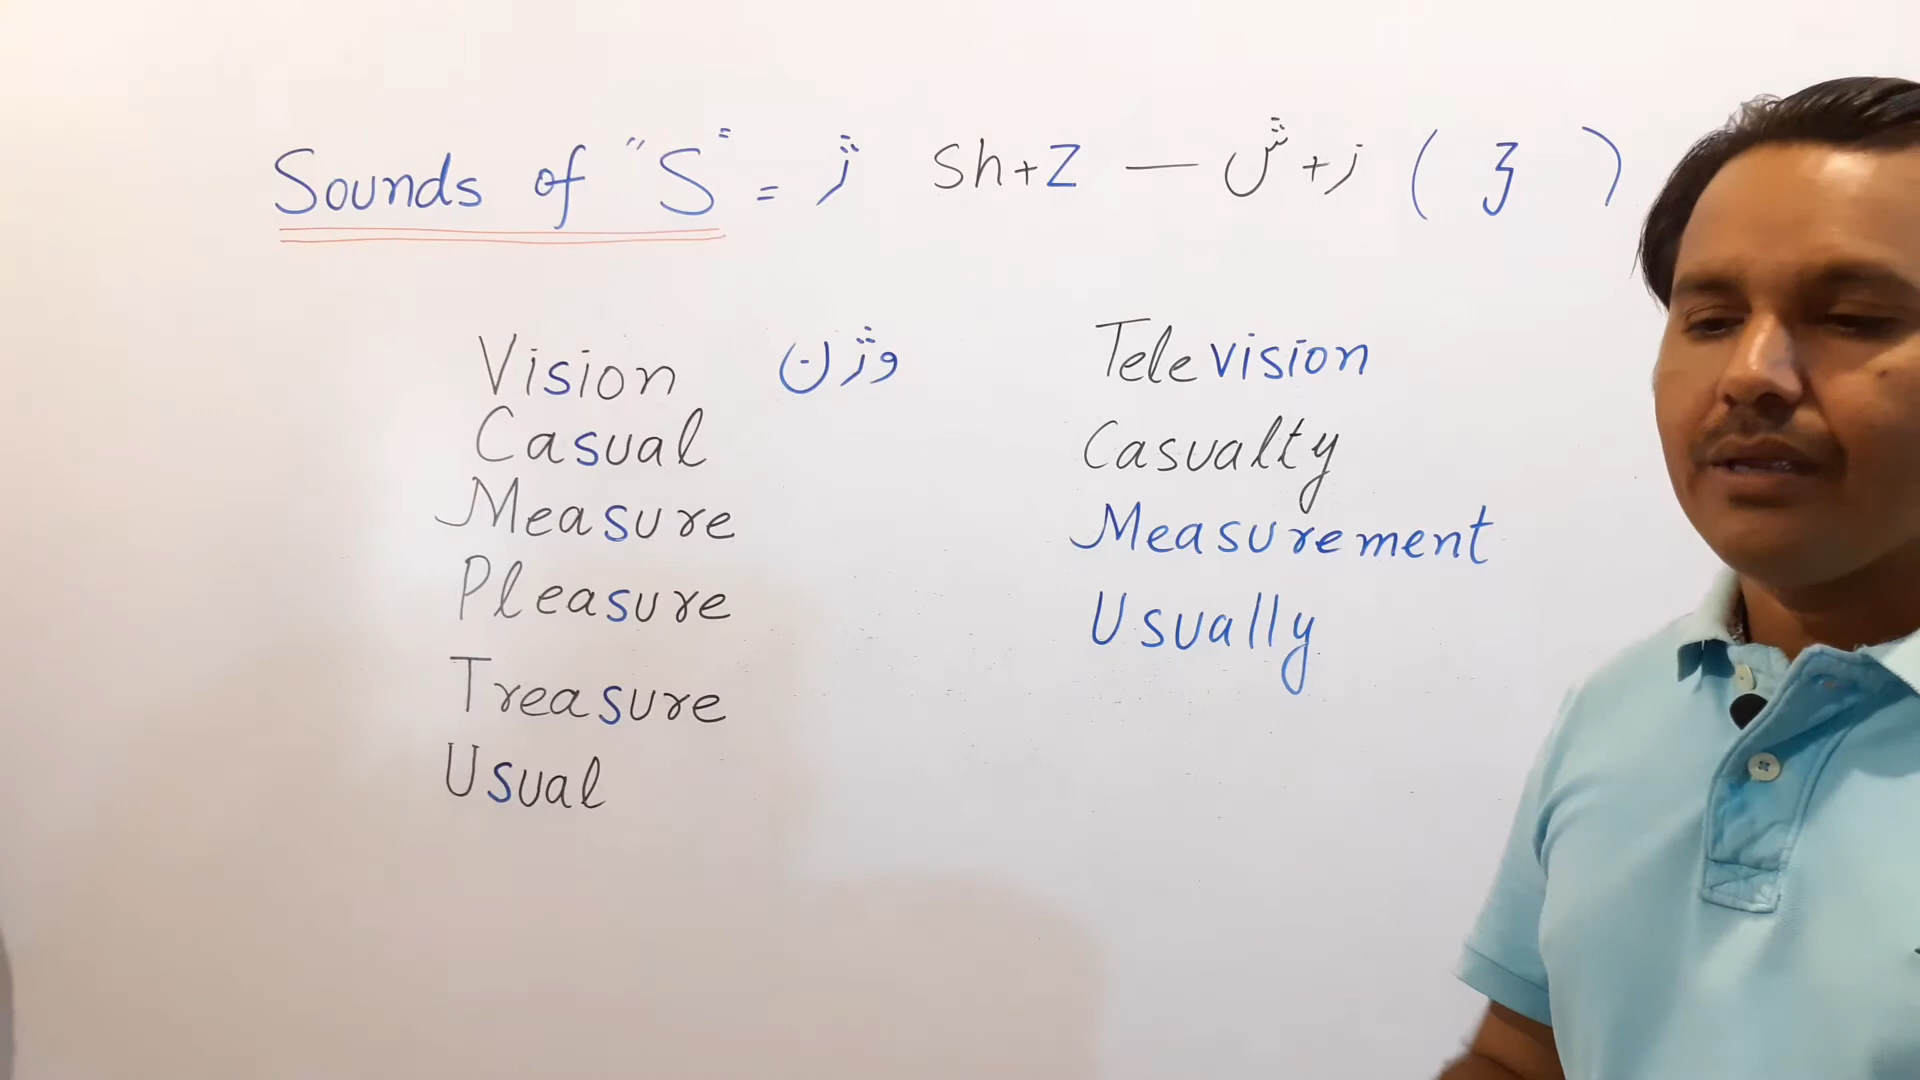 Sounds of "S" = ژ Sh+Z — ش + ز ( ʒ )
Vision وژن
Casual
Measure
Pleasure
Treasure
Usual
Television
Casualty
Measurement
Usually